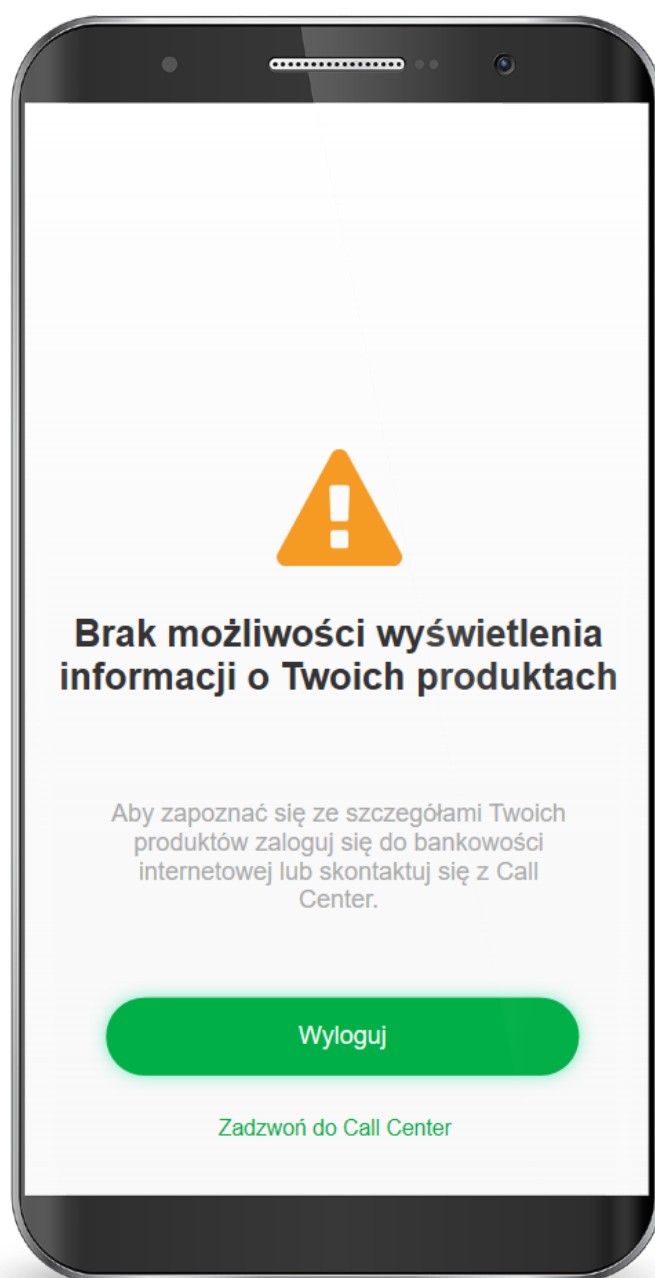 Brak możliwości wyświetlenia
informacji o Twoich produktach
Aby zapoznać się ze szczegółami Twoich
produktów zaloguj się do bankowości
internetowej lub skontaktuj się z Call
Center.
Wyloguj
Zadzwoń do Call Center